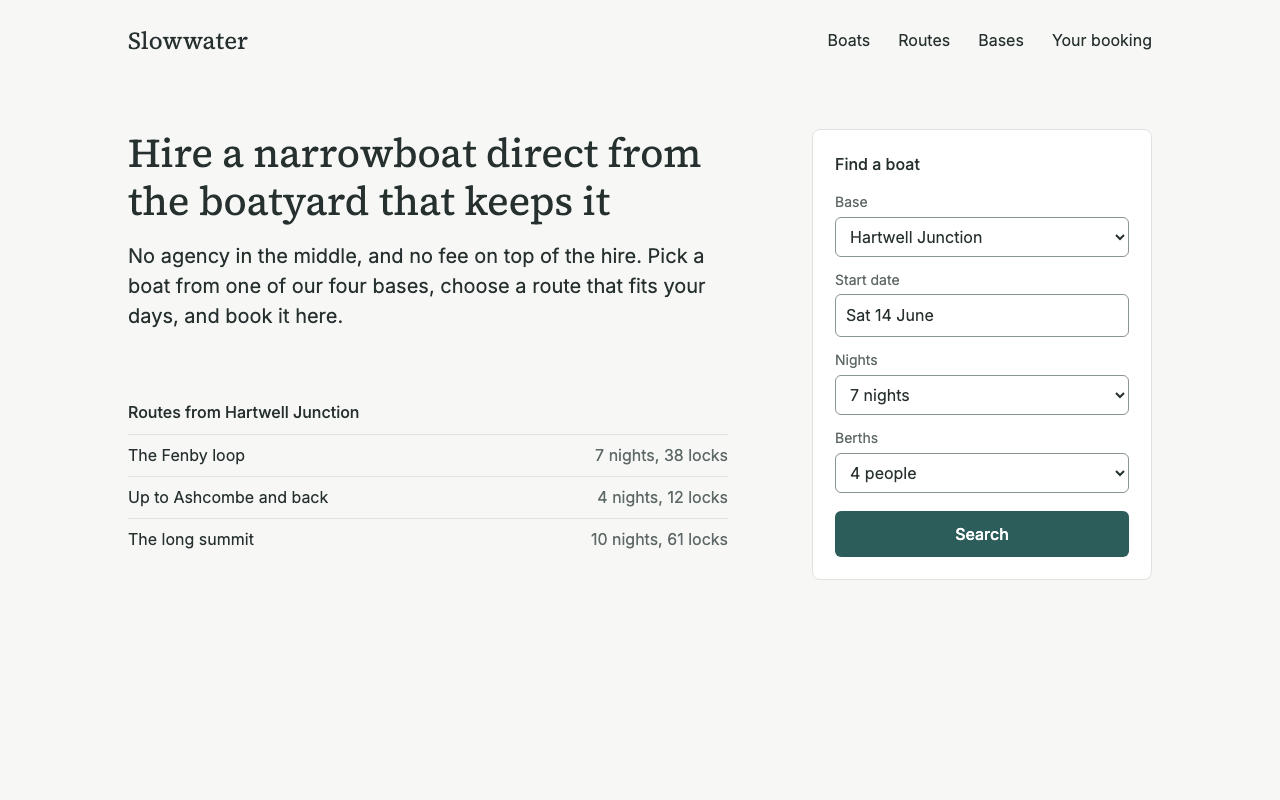 Slowwater
Boats
Routes
Bases
Your booking
Hire a narrowboat direct from
the boatyard that keeps it
No agency in the middle, and no fee on top of the hire. Pick a
boat from one of our four bases, choose a route that fits your
days, and book it here.
Routes from Hartwell Junction
The Fenby loop
7 nights, 38 locks
Up to Ashcombe and back
4 nights, 12 locks
The long summit
10 nights, 61 locks
Find a boat
Base
Hartwell Junction
Start date
Sat 14 June
Nights
7 nights
Berths
4 people
Search